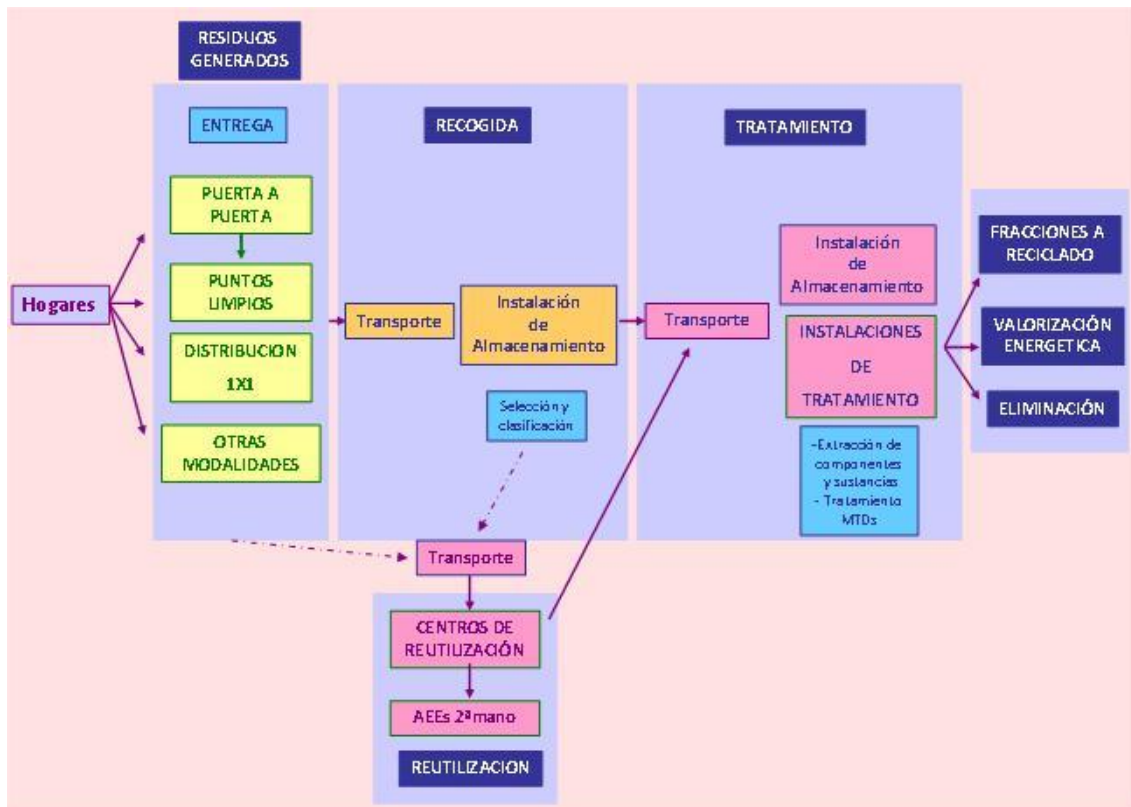 RESIDUOS
GENERADOS
ENTREGA
PUERTA A
PUERTA
PUNTOS
LIMPIOS
DISTRIBUCION
1X1
OTRAS
MODALIDADES
Hogares
RECOGIDA
Transporte
Instalación
de
Almacenamiento
Selección y
clasificación
TRATAMIENTO
Transporte
Instalación
de
Almacenamiento
INSTALACIONES
DE
TRATAMIENTO
-Extracción de
componentes
y sustancias
- Tratamiento
MTDs
FRACCIONES A
RECICLADO
VALORIZACIÓN
ENERGETICA
ELIMINACIÓN
Transporte
CENTROS DE
REUTILIZACIÓN
AEEs 2ª mano
REUTILIZACION